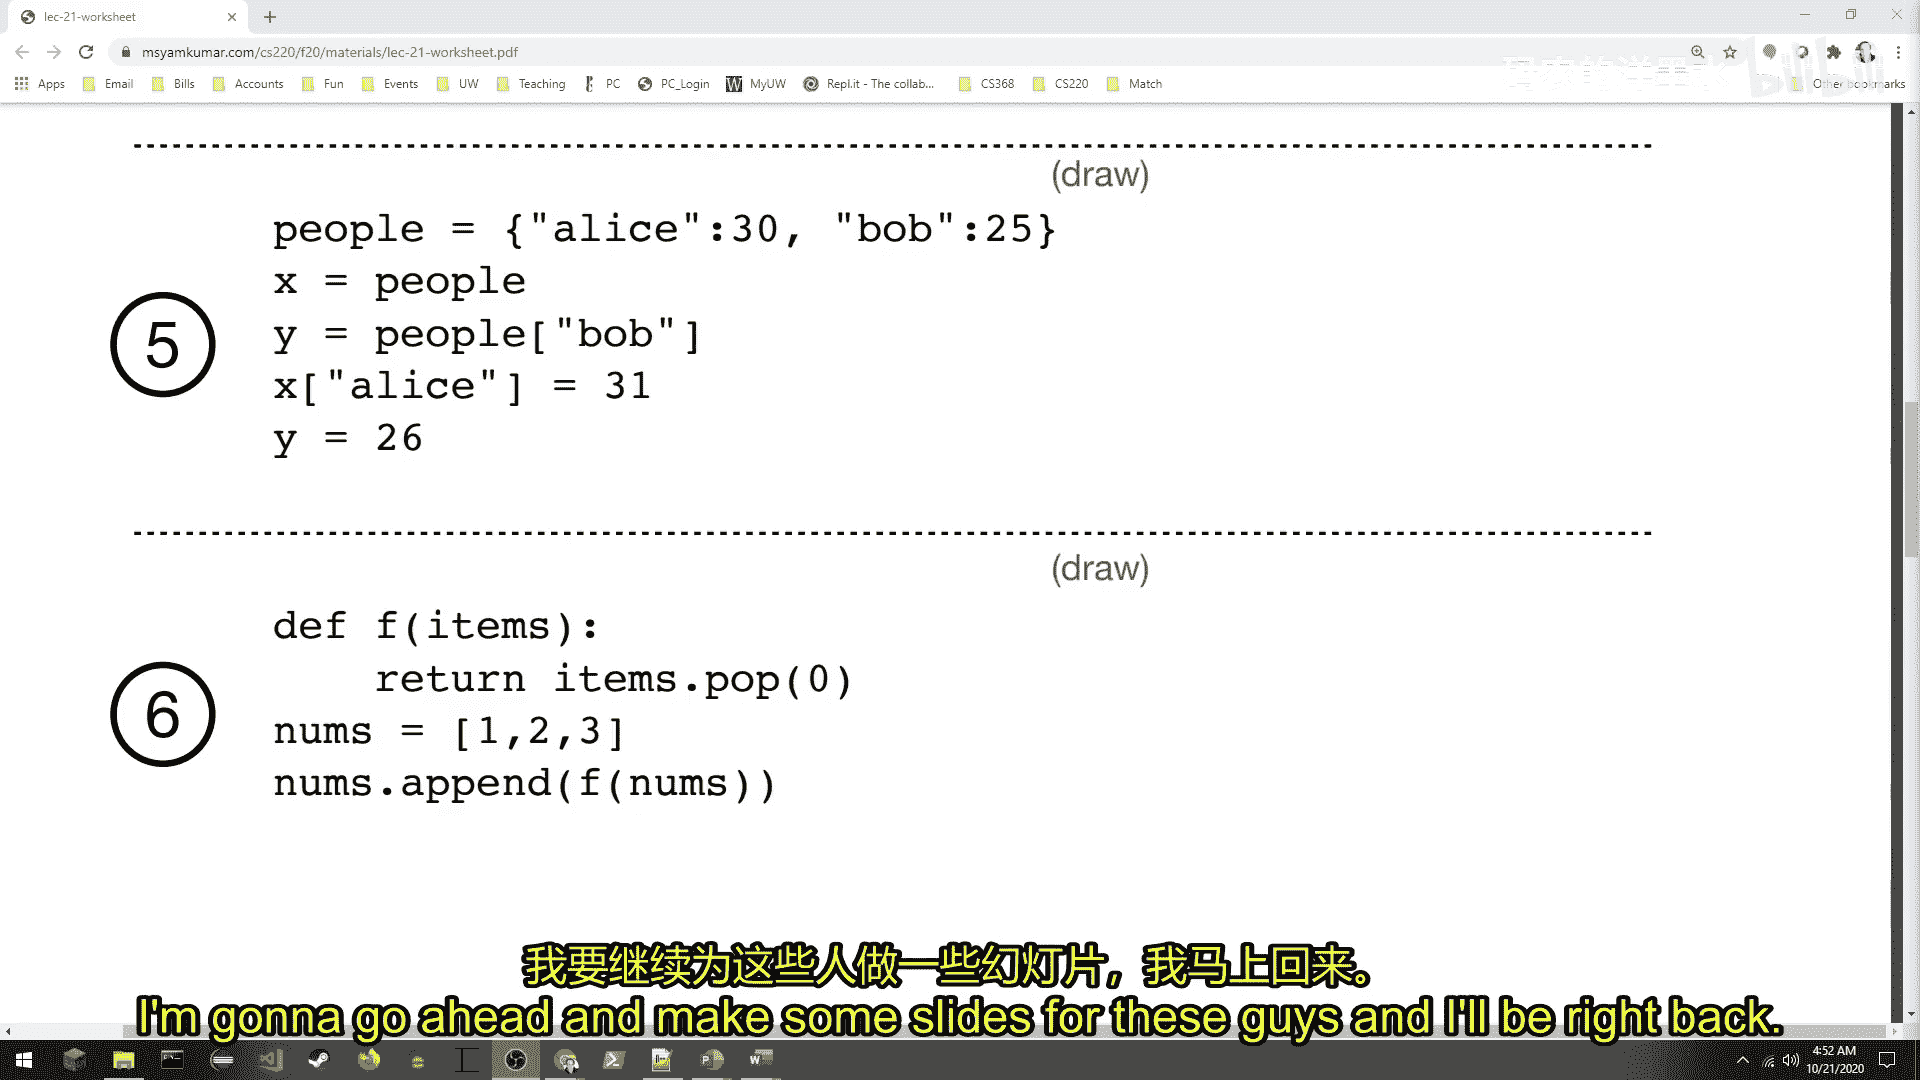 lec-21-worksheet
msyamkumar.com/cs220/f20/materials/lec-21-worksheet.pdf
Apps Email Bills Accounts Fun Events UW Teaching PC PC_Login MyUW Repl.it - The collab... CS368 CS220 Match Other bookmarks
(draw)
people = {"alice":30, "bob":25}
x = people
5
y = people["bob"]
x["alice"] = 31
y = 26
(draw)
def f(items):
return items.pop(0)
6
nums = [1,2,3]
nums.append(f(nums))
我要继续为这些人做一些幻灯片，我马上回来。
I'm gonna go ahead and make some slides for these guys and I'll be right back.
4:52 AM
10/21/2020